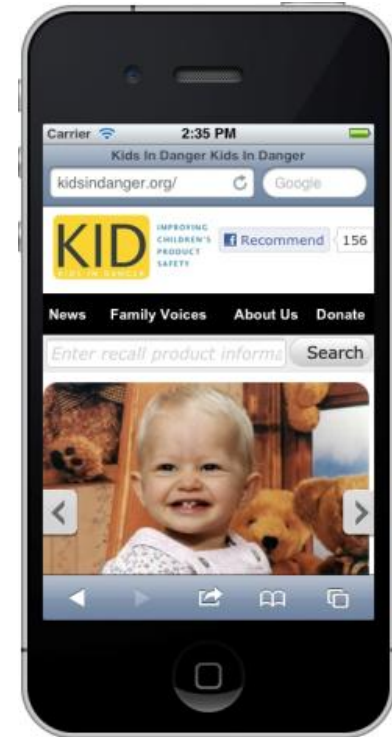 Carrier 2:35 PM
Kids In Danger Kids In Danger
kidsindanger.org/ Google
KID
KIDS IN DANGER
IMPROVING
CHILDREN'S
PRODUCT
SAFETY
f Recommend 156
News Family Voices About Us Donate
Enter recall product informa Search